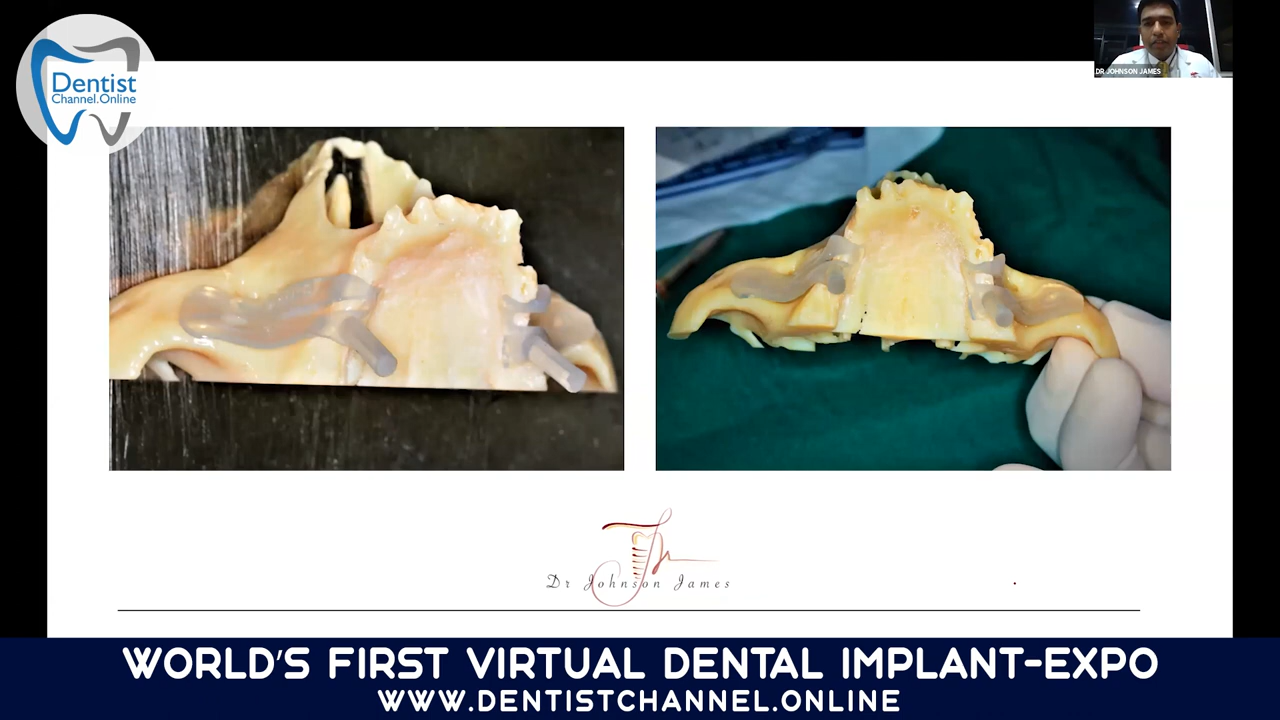 Dentist
Channel.Online
DR JOHNSON JAMES
Dr Johnson James
WORLD'S FIRST VIRTUAL DENTAL IMPLANT-EXPO
WWW.DENTISTCHANNEL.ONLINE